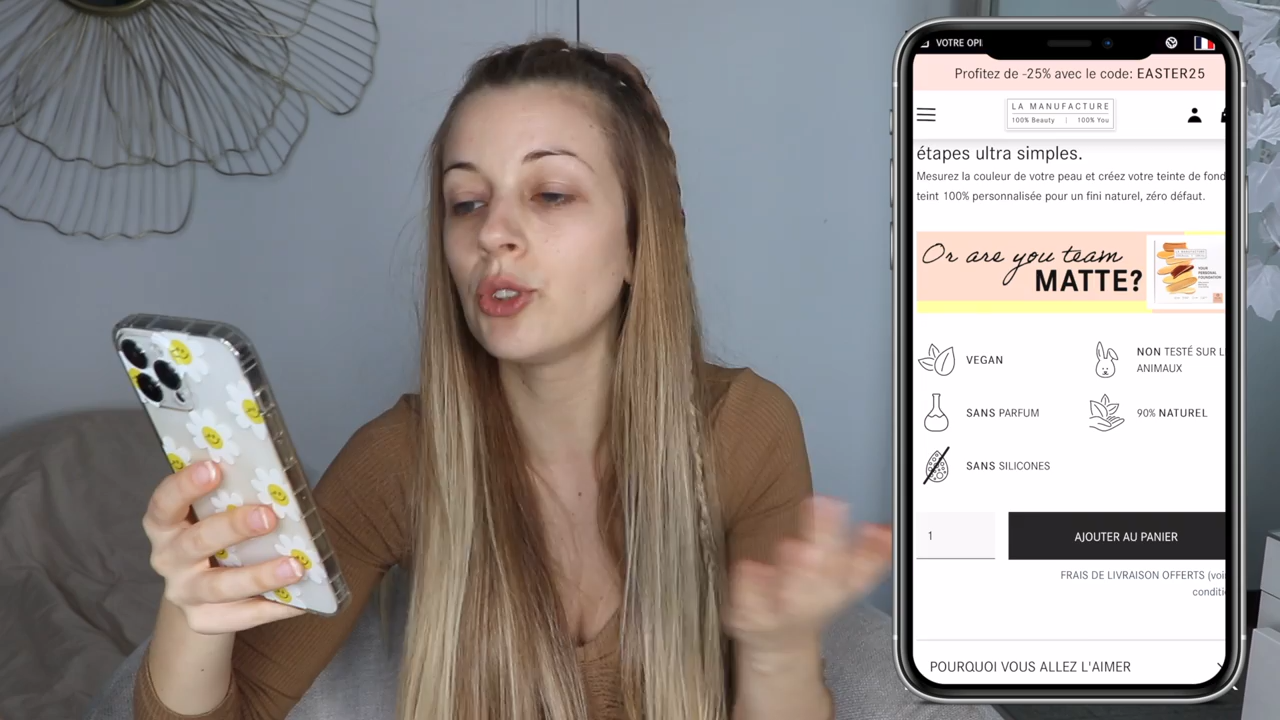 VOTRE OPI
Profitez de -25% avec le code: EASTER25
LA MANUFACTURE
100% Beauty | 100% You
étapes ultra simples.
Mesurez la couleur de votre peau et créez votre teinte de fond
teint 100% personnalisée pour un fini naturel, zéro défaut.
Or are you team
MATTE?
YOUR
PERSONAL
FOUNDATION
VEGAN
NON TESTÉ SUR L
ANIMAUX
SANS PARFUM
90% NATUREL
SANS SILICONES
1
AJOUTER AU PANIER
FRAIS DE LIVRAISON OFFERTS (voi
conditi
POURQUOI VOUS ALLEZ L'AIMER